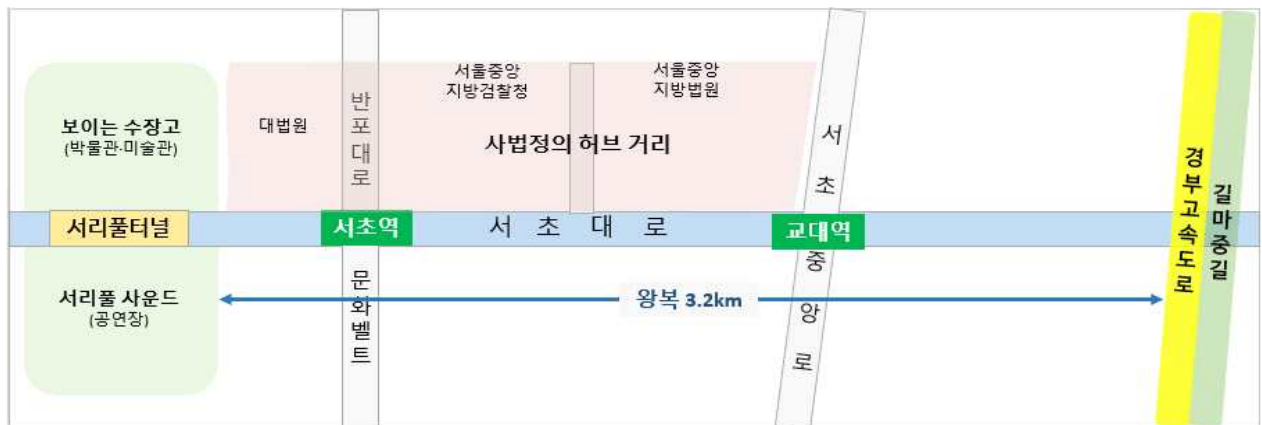 보이는 수장고
(박물관·미술관)
대법원
반포대로
서울중앙
지방검찰청
서울중앙
지방법원
사법정의 허브 거리
서리풀터널
서초역
서초대로
교대역
서초중앙로
경부고속도로
길마중길
서리풀 사운드
(공연장)
문화벨트
왕복 3.2km